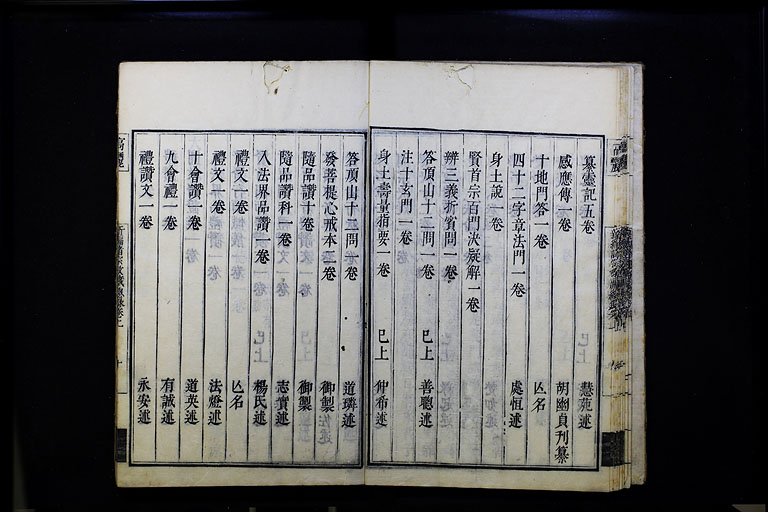 纂靈記五卷 慧苑述
感應傳一卷 胡幽貞刊纂
十地門答一卷 亾名
四十二字章法門一卷 處恒述
身土說一卷
賢首宗百門決疑解一卷
辨三義折賓問一卷
答頂山十二問一卷 已上 善聰述
注十玄門一卷
身土壽量指要一卷 已上 仲希述
答頂山十三問一卷 道璘述
發菩提心戒本二卷 御製
隨品讚十卷 御製
隨品讚科一卷 志實述
入法界品讚一卷 已上 楊氏述
禮文一卷 亾名
禮文一卷 法燈述
十會讚一卷 道英述
九會禮一卷 有誠述
禮讚文一卷 永安述